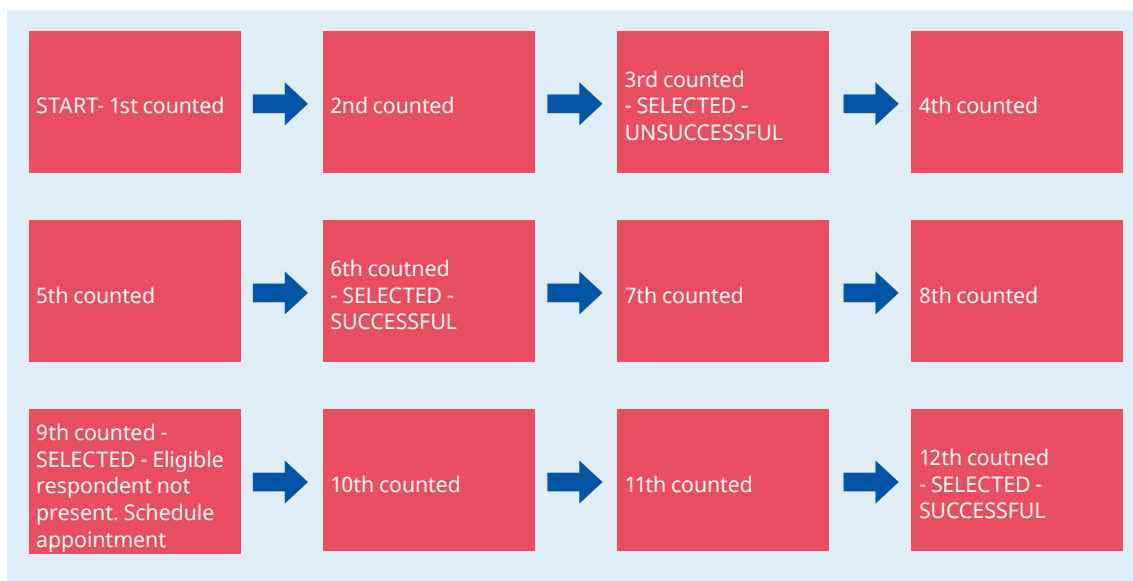 START- 1st counted
2nd counted
3rd counted
- SELECTED -
UNSUCCESSFUL
4th counted
5th counted
6th coutned
- SELECTED -
SUCCESSFUL
7th counted
8th counted
9th counted -
SELECTED - Eligible
respondent not
present. Schedule
appointment
10th counted
11th counted
12th coutned
- SELECTED -
SUCCESSFUL